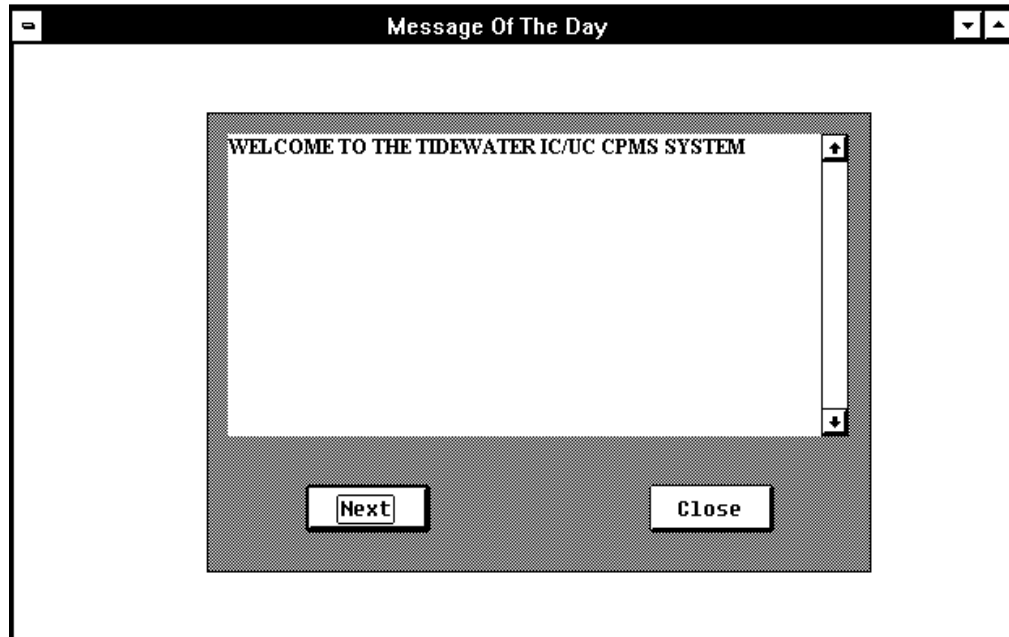 Message Of The Day
WELCOME TO THE TIDEWATER IC/UC CPMS SYSTEM
Next
Close